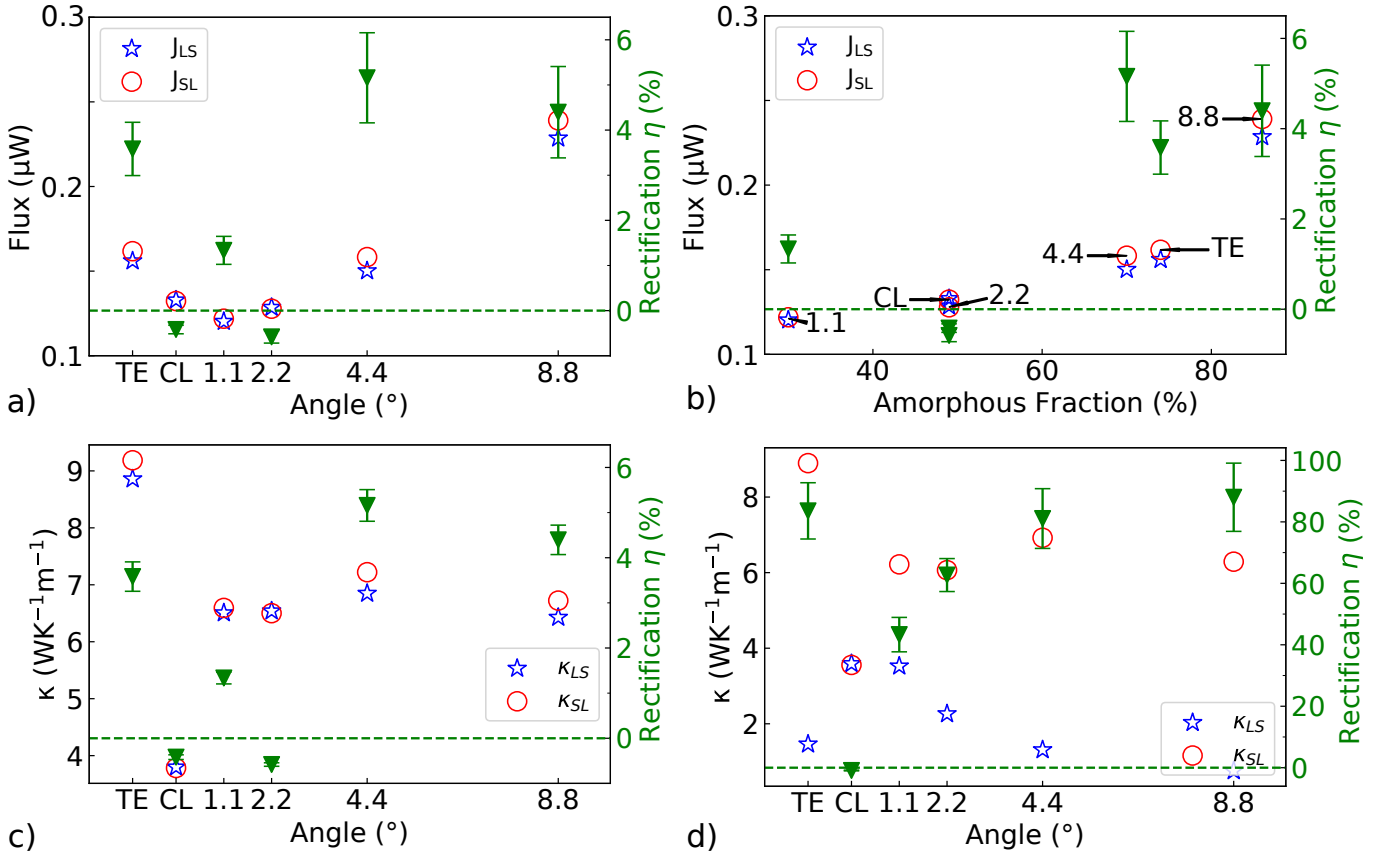 0.3
J_LS
J_SL
6
4
2
0
0.2
0.1
Flux (μW)
Rectification η (%)
TE CL 1.1 2.2 4.4 8.8
Angle (°)
a)
0.3
J_LS
J_SL
6
4
2
0
0.2
0.1
Flux (μW)
Rectification η (%)
8.8
4.4
TE
CL
2.2
1.1
40 60 80
Amorphous Fraction (%)
b)
9
8
7
6
5
4
κ (WK⁻¹m⁻¹)
κ_LS
κ_SL
6
4
2
0
Rectification η (%)
TE CL 1.1 2.2 4.4 8.8
Angle (°)
c)
8
6
4
2
κ (WK⁻¹m⁻¹)
κ_LS
κ_SL
100
80
60
40
20
0
Rectification η (%)
TE CL 1.1 2.2 4.4 8.8
Angle (°)
d)